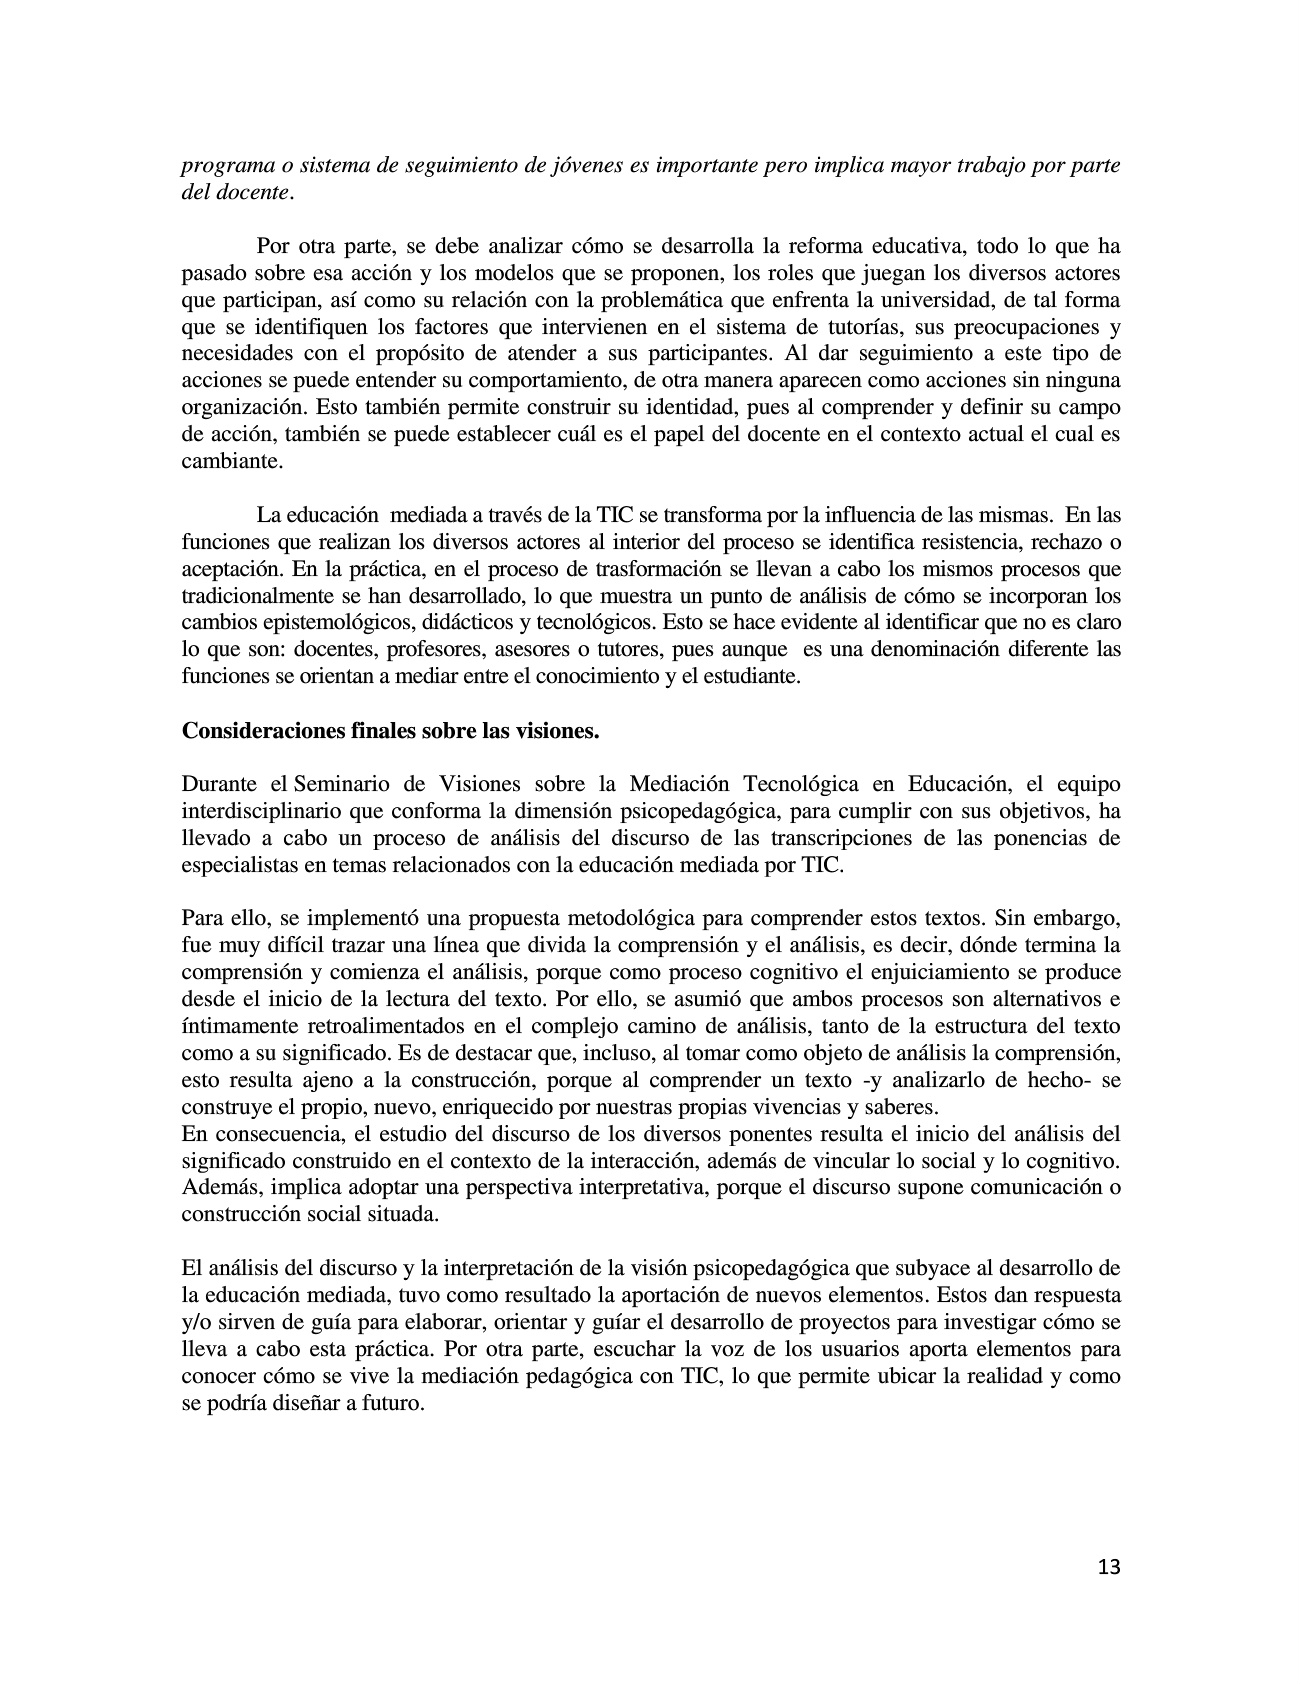 programa o sistema de seguimiento de jóvenes es importante pero implica mayor trabajo por parte
del docente.
Por otra parte, se debe analizar cómo se desarrolla la reforma educativa, todo lo que ha
pasado sobre esa acción y los modelos que se proponen, los roles que juegan los diversos actores
que participan, así como su relación con la problemática que enfrenta la universidad, de tal forma
que se identifiquen los factores que intervienen en el sistema de tutorías, sus preocupaciones y
necesidades con el propósito de atender a sus participantes. Al dar seguimiento a este tipo de
acciones se puede entender su comportamiento, de otra manera aparecen como acciones sin ninguna
organización. Esto también permite construir su identidad, pues al comprender y definir su campo
de acción, también se puede establecer cuál es el papel del docente en el contexto actual el cual es
cambiante.
La educación  mediada a través de la TIC se transforma por la influencia de las mismas.  En las
funciones que realizan los diversos actores al interior del proceso se identifica resistencia, rechazo o
aceptación. En la práctica, en el proceso de trasformación se llevan a cabo los mismos procesos que
tradicionalmente se han desarrollado, lo que muestra un punto de análisis de cómo se incorporan los
cambios epistemológicos, didácticos y tecnológicos. Esto se hace evidente al identificar que no es claro
lo que son: docentes, profesores, asesores o tutores, pues aunque  es una denominación diferente las
funciones se orientan a mediar entre el conocimiento y el estudiante.
Consideraciones finales sobre las visiones.
Durante el Seminario de Visiones sobre la Mediación Tecnológica en Educación, el equipo
interdisciplinario que conforma la dimensión psicopedagógica, para cumplir con sus objetivos, ha
llevado a cabo un proceso de análisis del discurso de las transcripciones de las ponencias de
especialistas en temas relacionados con la educación mediada por TIC.
Para ello, se implementó una propuesta metodológica para comprender estos textos. Sin embargo,
fue muy difícil trazar una línea que divida la comprensión y el análisis, es decir, dónde termina la
comprensión y comienza el análisis, porque como proceso cognitivo el enjuiciamiento se produce
desde el inicio de la lectura del texto. Por ello, se asumió que ambos procesos son alternativos e
íntimamente retroalimentados en el complejo camino de análisis, tanto de la estructura del texto
como a su significado. Es de destacar que, incluso, al tomar como objeto de análisis la comprensión,
esto resulta ajeno a la construcción, porque al comprender un texto -y analizarlo de hecho- se
construye el propio, nuevo, enriquecido por nuestras propias vivencias y saberes.
En consecuencia, el estudio del discurso de los diversos ponentes resulta el inicio del análisis del
significado construido en el contexto de la interacción, además de vincular lo social y lo cognitivo.
Además, implica adoptar una perspectiva interpretativa, porque el discurso supone comunicación o
construcción social situada.
El análisis del discurso y la interpretación de la visión psicopedagógica que subyace al desarrollo de
la educación mediada, tuvo como resultado la aportación de nuevos elementos. Estos dan respuesta
y/o sirven de guía para elaborar, orientar y guíar el desarrollo de proyectos para investigar cómo se
lleva a cabo esta práctica. Por otra parte, escuchar la voz de los usuarios aporta elementos para
conocer cómo se vive la mediación pedagógica con TIC, lo que permite ubicar la realidad y como
se podría diseñar a futuro.
13